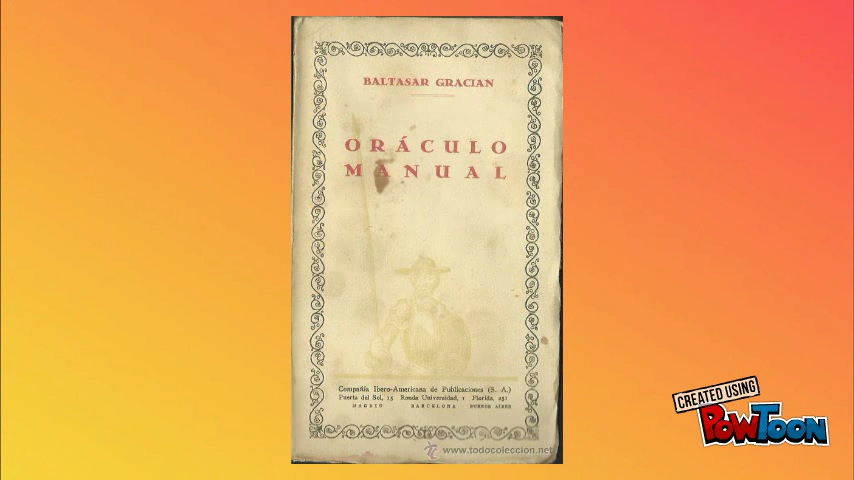 BALTASAR GRACIAN
ORÁCULO
MANUAL
Compañía Ibero-Americana de Publicaciones (S. A.)
Puerta del Sol, 15 Ronda Universidad, 1 Florida, 251
MADRID BARCELONA BUENOS AIRES
www.todocoleccion.net
CREATED USING
POWTOON